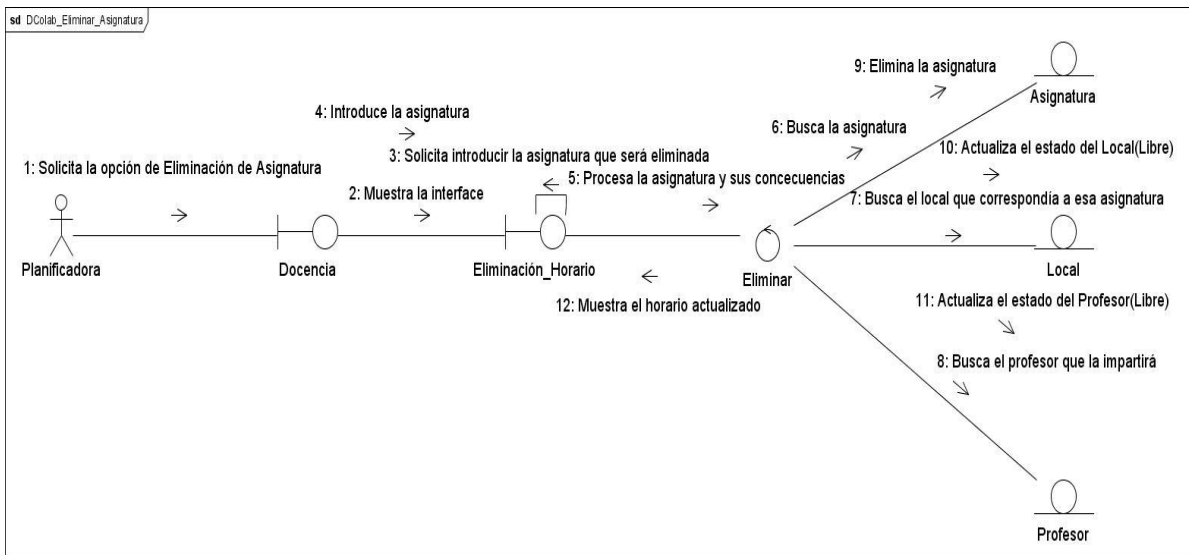 sd DColab_Eliminar_Asignatura
9: Elimina la asignatura
Asignatura
4: Introduce la asignatura
6: Busca la asignatura
3: Solicita introducir la asignatura que será eliminada
10: Actualiza el estado del Local(Libre)
1: Solicita la opción de Eliminación de Asignatura
5: Procesa la asignatura y sus concecuencias
2: Muestra la interface
7: Busca el local que correspondía a esa asignatura
Planificadora
Docencia
Eliminación_Horario
Eliminar
Local
12: Muestra el horario actualizado
11: Actualiza el estado del Profesor(Libre)
8: Busca el profesor que la impartirá
Profesor